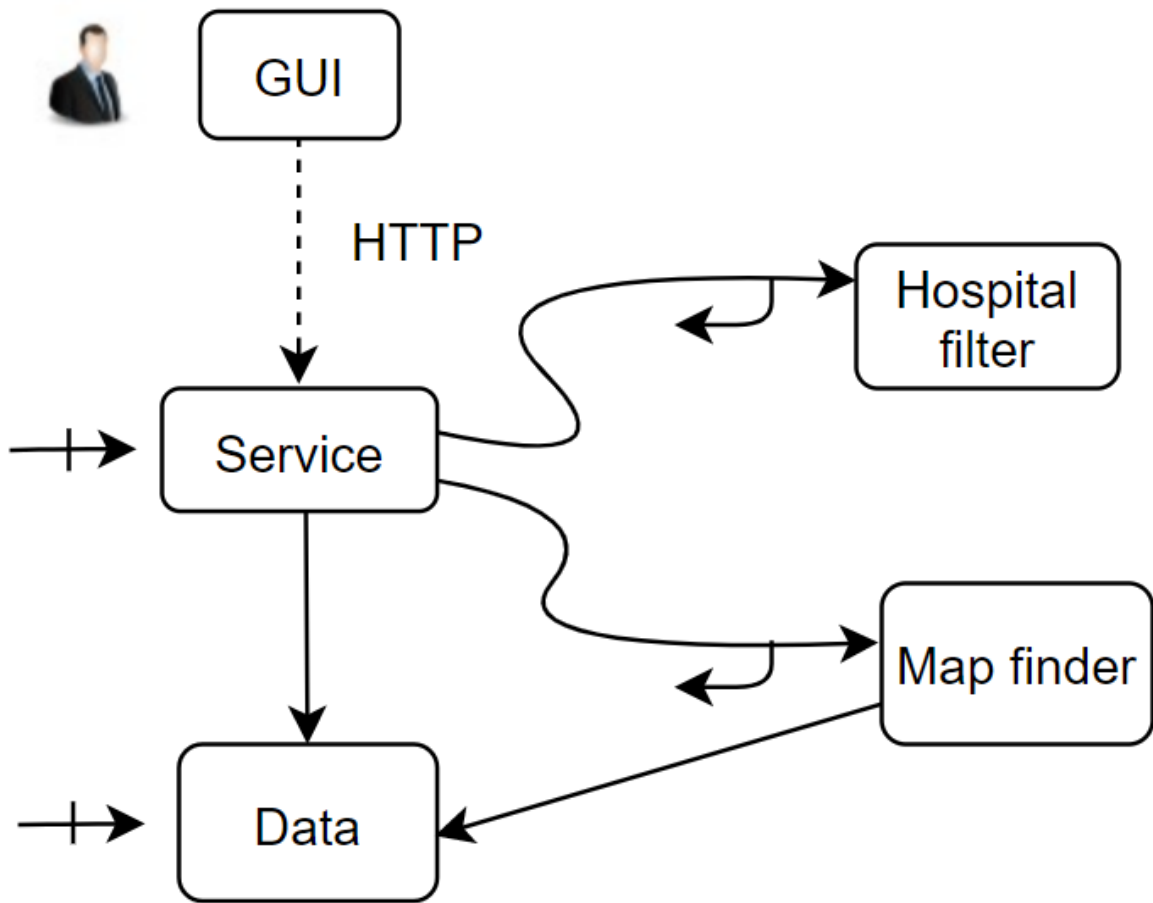 GUI
HTTP
Hospital
filter
Service
Map finder
Data